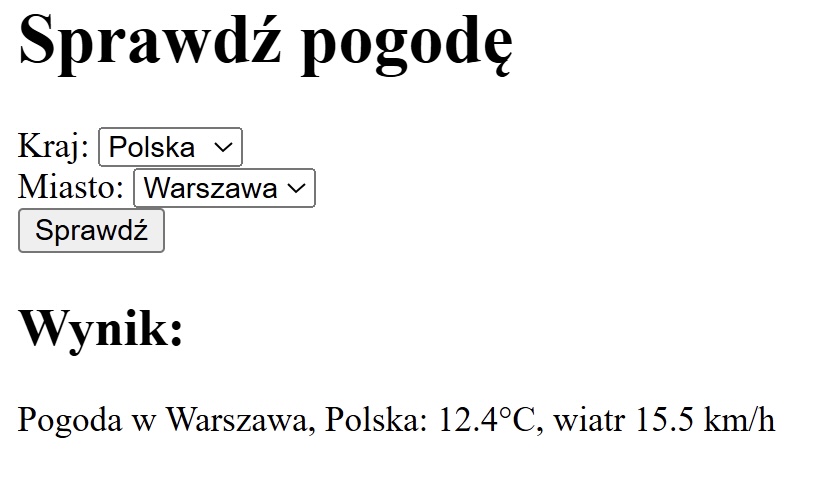 Sprawdź pogodę
Kraj: Polska
Miasto: Warszawa
Sprawdź
Wynik:
Pogoda w Warszawa, Polska: 12.4°C, wiatr 15.5 km/h